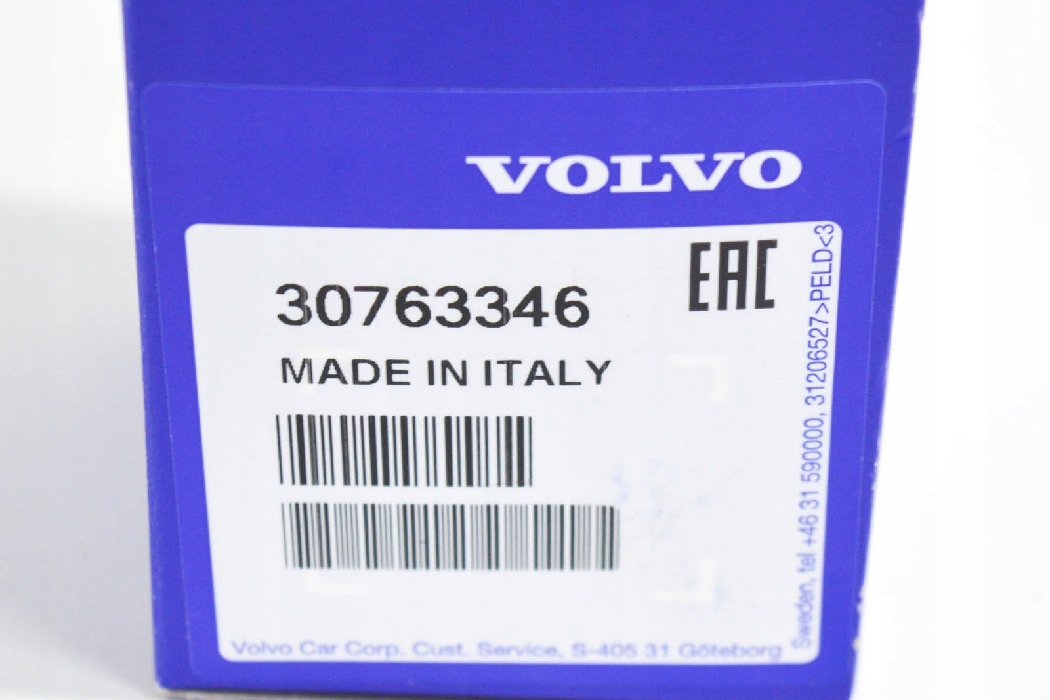 VOLVO
EAC
30763346
MADE IN ITALY
Volvo Car Corp. Cust. Service, S-405 31 Göteborg
Sweden, tel +46 31 590000, 31206527>PELD<3